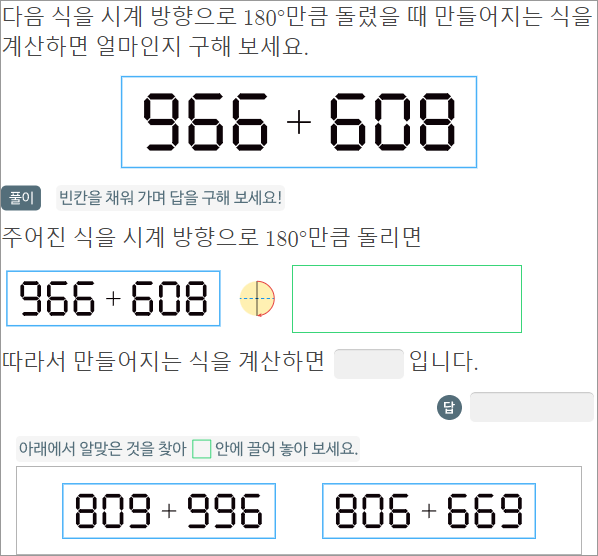 다음 식을 시계 방향으로 180°만큼 돌렸을 때 만들어지는 식을
계산하면 얼마인지 구해 보세요.
966 + 608
풀이 빈칸을 채워 가며 답을 구해 보세요!
주어진 식을 시계 방향으로 180°만큼 돌리면
966 + 608
따라서 만들어지는 식을 계산하면 입니다.
답
아래에서 알맞은 것을 찾아 안에 끌어 놓아 보세요.
809 + 996 806 + 669